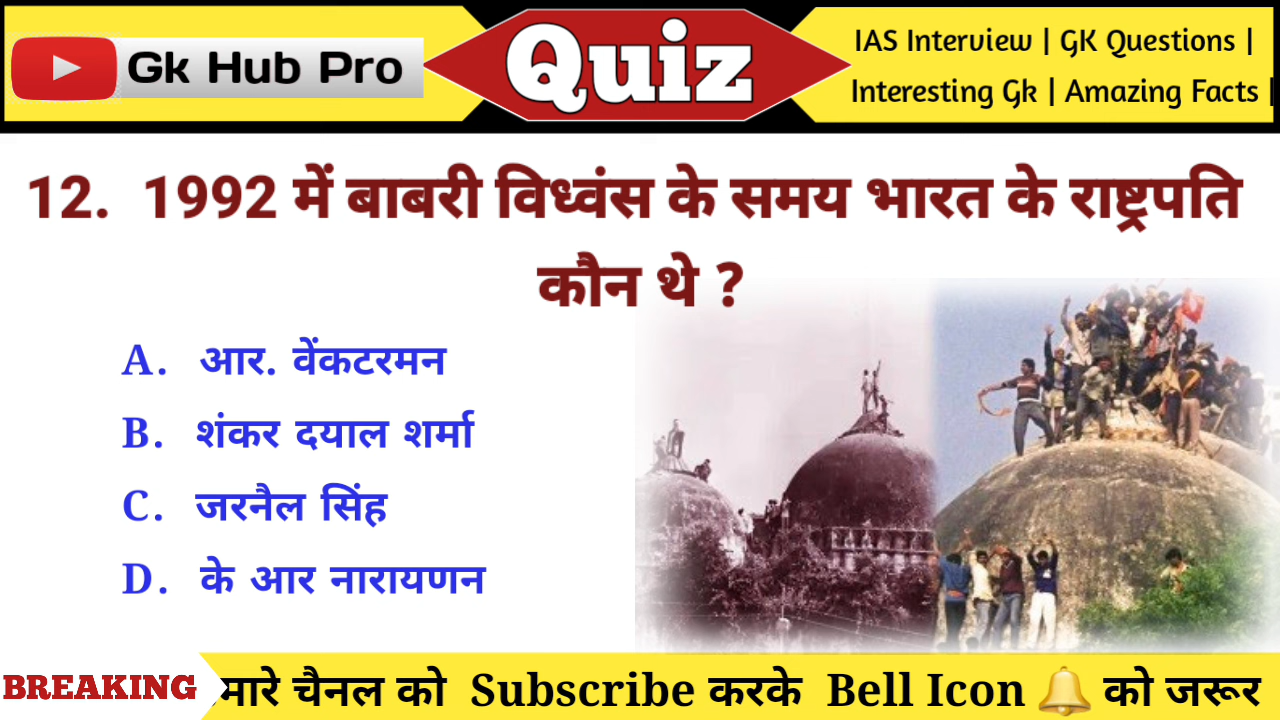 Gk Hub Pro
Quiz
IAS Interview | GK Questions |
Interesting Gk | Amazing Facts |
12. 1992 में बाबरी विध्वंस के समय भारत के राष्ट्रपति
कौन थे ?
A. आर. वेंकटरमन
B. शंकर दयाल शर्मा
C. जरनैल सिंह
D. के आर नारायणन
BREAKING
मारे चैनल को Subscribe करके Bell Icon 🔔 को जरूर